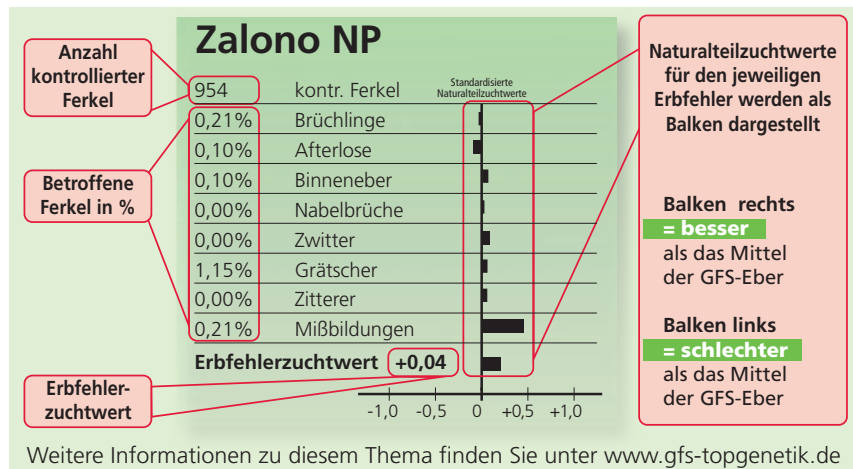 Zalono NP
Anzahl
kontrollierter
Ferkel
954 kontr. Ferkel
Standardisierte
Naturalteilzuchtwerte
0,21% Brüchlinge
0,10% Afterlose
0,10% Binneneber
0,00% Nabelbrüche
0,00% Zwitter
1,15% Grätscher
0,00% Zitterer
0,21% Mißbildungen
Erbfehlerzuchtwert +0,04
-1,0 -0,5 0 +0,5 +1,0
Betroffene
Ferkel in %
Erbfehler-
zuchtwert
Naturalteilzuchtwerte
für den jeweiligen
Erbfehler werden als
Balken dargestellt
Balken rechts
= besser
als das Mittel
der GFS-Eber
Balken links
= schlechter
als das Mittel
der GFS-Eber
Weitere Informationen zu diesem Thema finden Sie unter www.gfs-topgenetik.de